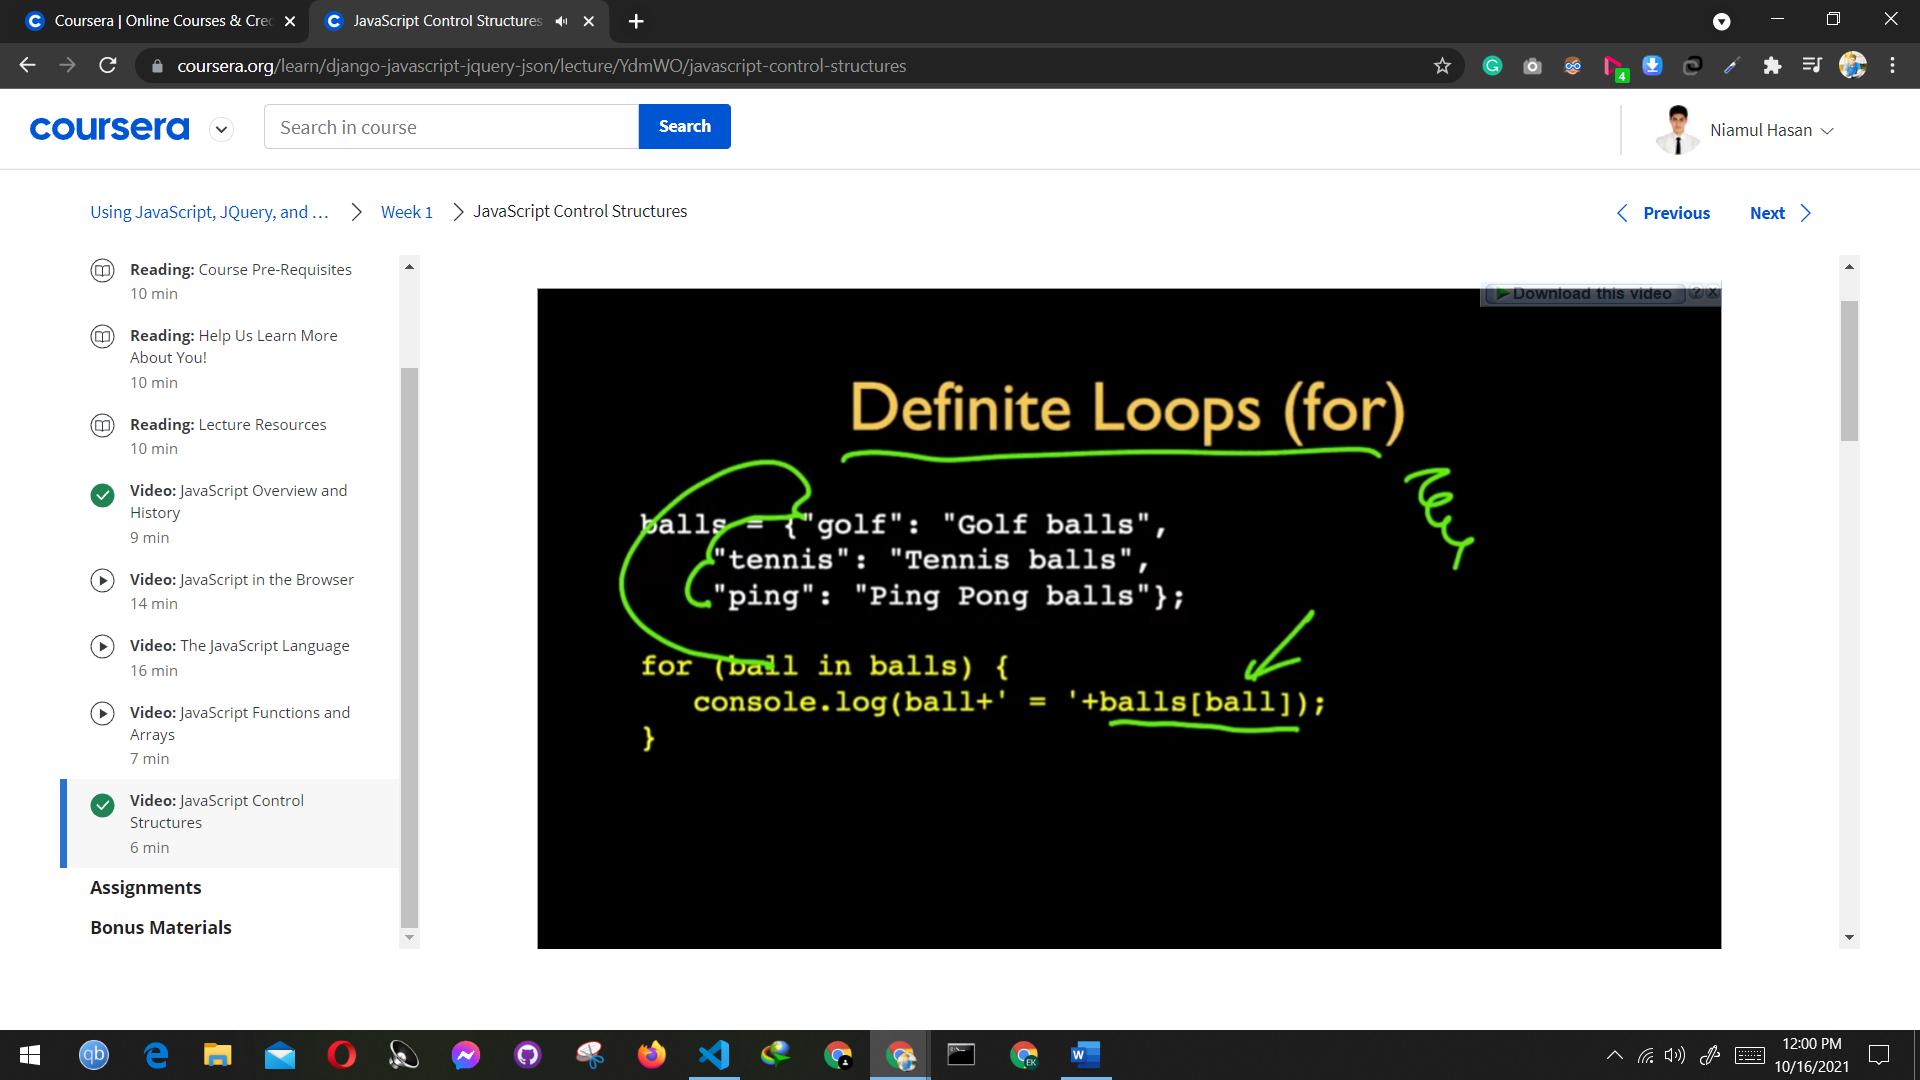 Coursera | Online Courses & Cre
JavaScript Control Structures
coursera.org/learn/django-javascript-jquery-json/lecture/YdmWO/javascript-control-structures
4
coursera
Search in course
Search
Niamul Hasan
Using JavaScript, JQuery, and ...
Week 1
JavaScript Control Structures
Previous
Next
Reading: Course Pre-Requisites
10 min
Reading: Help Us Learn More
About You!
10 min
Reading: Lecture Resources
10 min
Video: JavaScript Overview and
History
9 min
Video: JavaScript in the Browser
14 min
Video: The JavaScript Language
16 min
Video: JavaScript Functions and
Arrays
7 min
Video: JavaScript Control
Structures
6 min
Assignments
Bonus Materials
Download this video
Definite Loops (for)
balls = {"golf": "Golf balls",
"tennis": "Tennis balls",
"ping": "Ping Pong balls"};
for (ball in balls) {
console.log(ball+' = '+balls[ball]);
}
qb
EK
12:00 PM
10/16/2021